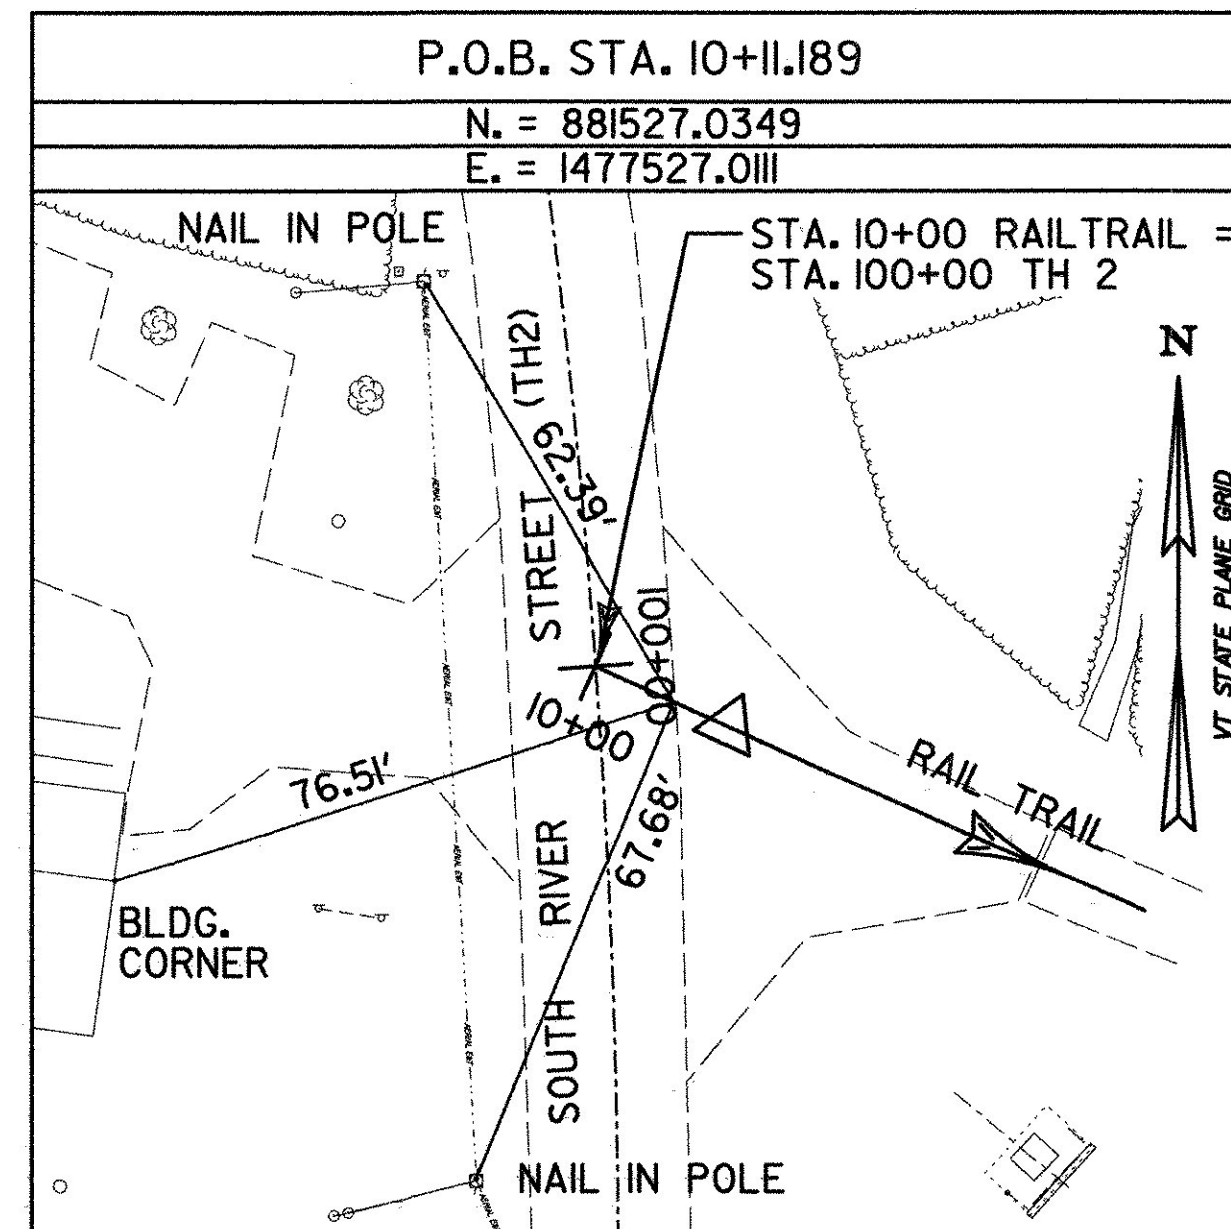 P.O.B. STA. 10+11.189
N. = 881527.0349
E. = 1477527.0111
NAIL IN POLE
STA. 10+00 RAILTRAIL =
STA. 100+00 TH 2
N
VT STATE PLANE GRID
SOUTH RIVER STREET (TH2)
62.39'
100+00
10+00
76.51'
67.68'
RAIL TRAIL
BLDG.
CORNER
NAIL IN POLE